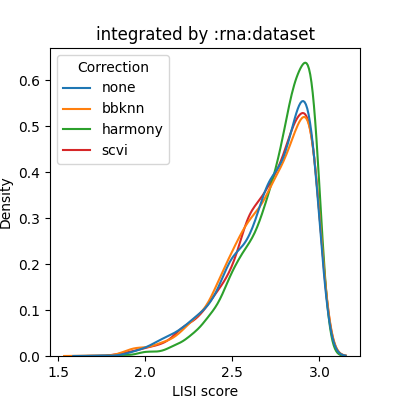 integrated by :rna:dataset
Correction
none
bbknn
harmony
scvi
Density
0.6
0.5
0.4
0.3
0.2
0.1
0.0
1.5
2.0
2.5
3.0
LISI score